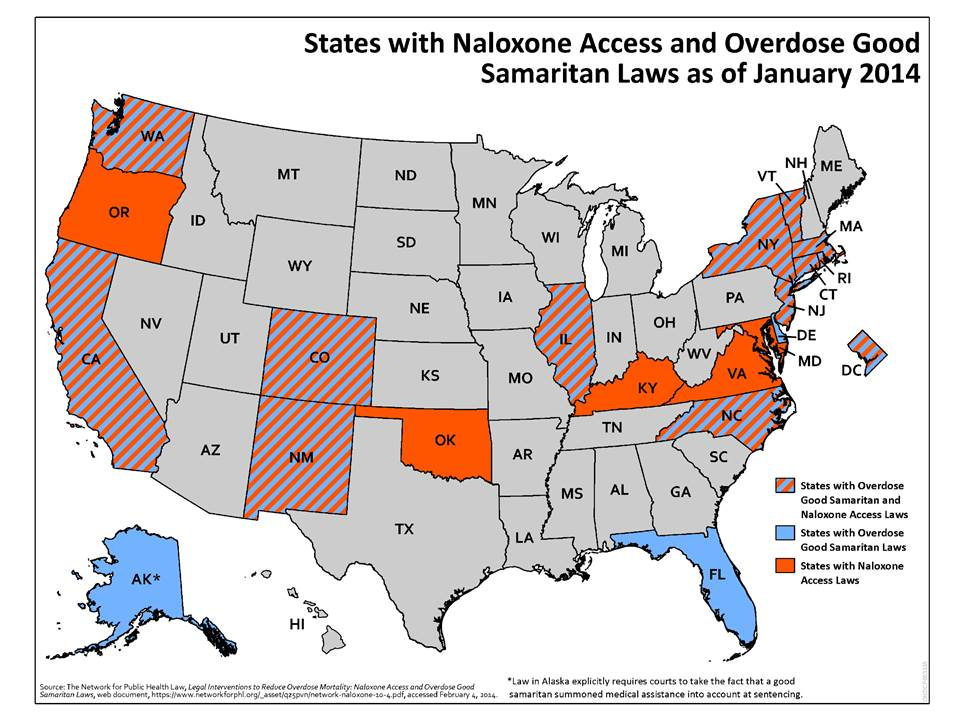 States with Naloxone Access and Overdose Good
Samaritan Laws as of January 2014
WA
MT
ND
MN
OR
ID
SD
WI
MI
NH
ME
VT
NY
MA
WY
RI
CT
NJ
IA
NE
PA
OH
DE
MD
DC
NV
UT
IL
IN
WV
CA
CO
KS
MO
KY
VA
NC
TN
OK
AZ
NM
AR
SC
MS
AL
GA
TX
LA
FL
AK*
HI
States with Overdose
Good Samaritan and
Naloxone Access Laws
States with Overdose
Good Samaritan Laws
States with Naloxone
Access Laws
Source: The Network for Public Health Law, Legal Interventions to Reduce Overdose Mortality: Naloxone Access and Overdose Good
Samaritan Laws, web document, https://www.networkforphl.org/_asset/qz5pvn/network-naloxone-10-4.pdf, accessed February 4, 2014.
*Law in Alaska explicitly requires courts to take the fact that a good
samaritan summoned medical assistance into account at sentencing.